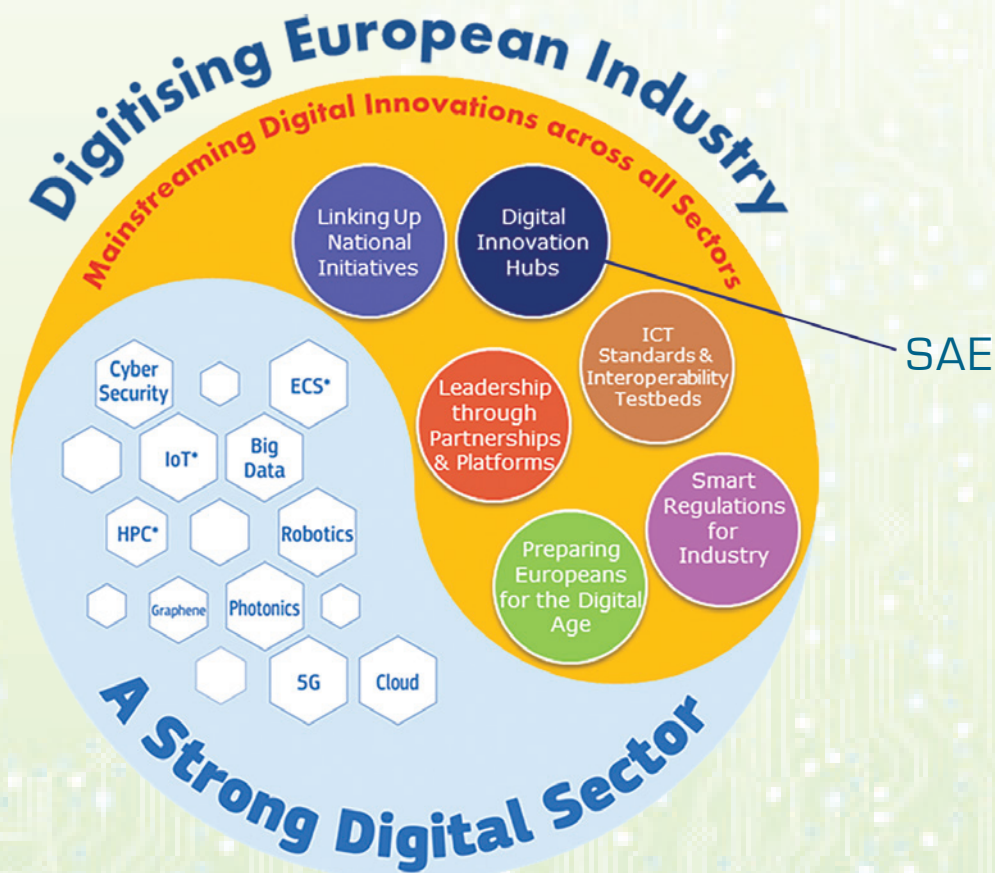 Digitising European Industry
Mainstreaming Digital Innovations across all Sectors
Linking Up
National
Initiatives
Digital
Innovation
Hubs
ICT
Standards &
Interoperability
Testbeds
SAE
Leadership
through
Partnerships
& Platforms
Smart
Regulations
for
Industry
Preparing
Europeans
for the Digital
Age
Cyber
Security
ECS*
IoT*
Big
Data
HPC*
Robotics
Graphene
Photonics
5G
Cloud
A Strong Digital Sector